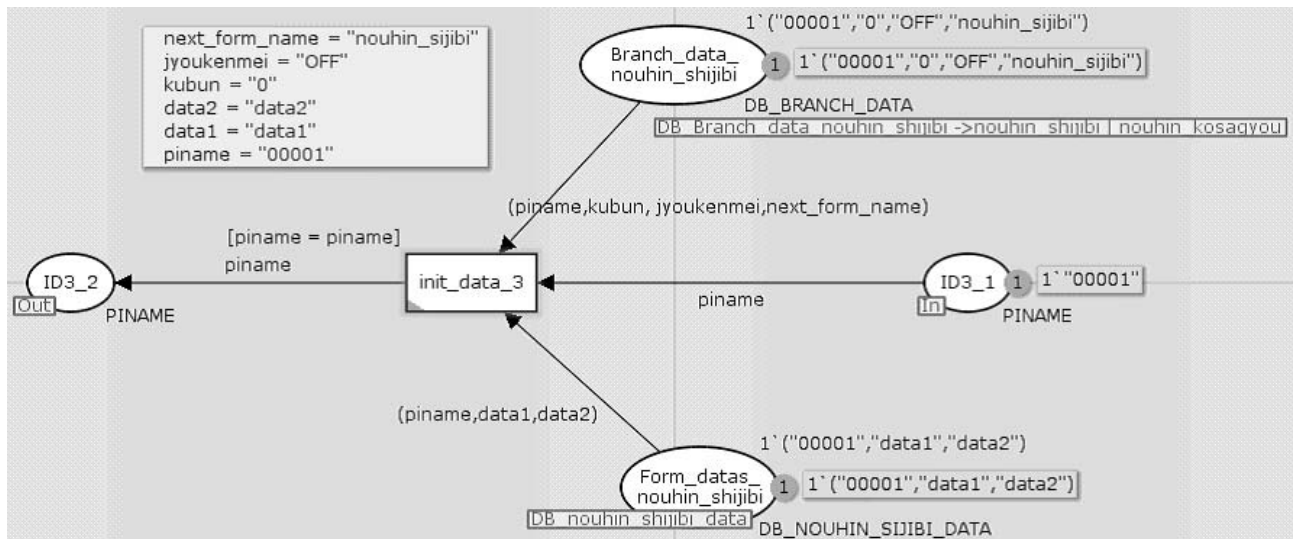 next_form_name = "nouhin_sijibi"
jyoukenmei = "OFF"
kubun = "0"
data2 = "data2"
data1 = "data1"
piname = "00001"
1`("00001","0","OFF","nouhin_sijibi")
Branch_data_
nouhin_shijibi
1
1`("00001","0","OFF","nouhin_sijibi")
DB_BRANCH_DATA
DB_Branch_data_nouhin_shijibi ->nouhin_shijibi | nouhin_kosagyou
(piname,kubun, jyoukenmei,next_form_name)
[piname = piname]
piname
ID3_2
Out
PINAME
init_data_3
piname
ID3_1
In
1
1`"00001"
PINAME
(piname,data1,data2)
1`("00001","data1","data2")
Form_datas_
nouhin_shijibi
1
1`("00001","data1","data2")
DB_nouhin_shijibi_data
DB_NOUHIN_SIJIBI_DATA